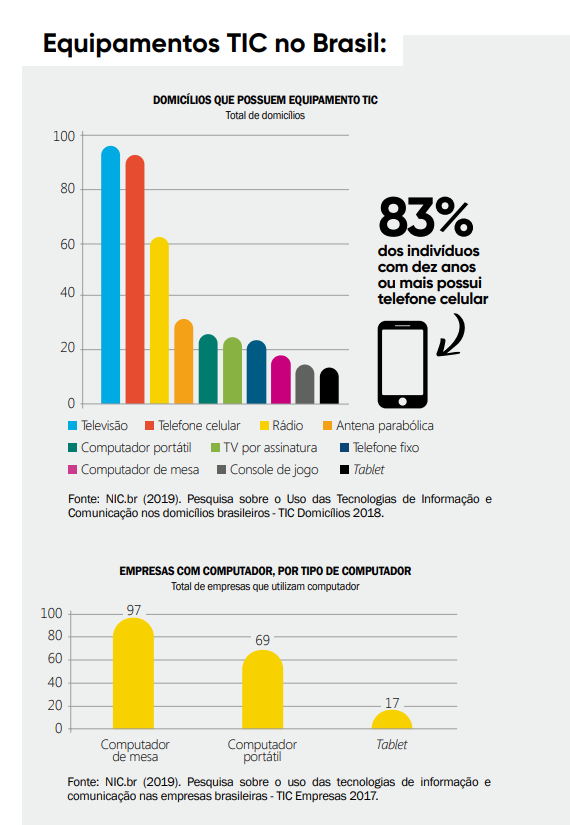 Equipamentos TIC no Brasil:
DOMICÍLIOS QUE POSSUEM EQUIPAMENTO TIC
Total de domicílios
100
80
60
40
20
0
83%
dos indivíduos
com dez anos
ou mais possui
telefone celular
Televisão Telefone celular Rádio Antena parabólica
Computador portátil TV por assinatura Telefone fixo
Computador de mesa Console de jogo Tablet
Fonte: NIC.br (2019). Pesquisa sobre o Uso das Tecnologias de Informação e
Comunicação nos domicílios brasileiros - TIC Domicílios 2018.
EMPRESAS COM COMPUTADOR, POR TIPO DE COMPUTADOR
Total de empresas que utilizam computador
100
80
60
40
20
0
97
69
17
Computador
de mesa
Computador
portátil
Tablet
Fonte: NIC.br (2019). Pesquisa sobre o uso das tecnologias de informação e
comunicação nas empresas brasileiras - TIC Empresas 2017.